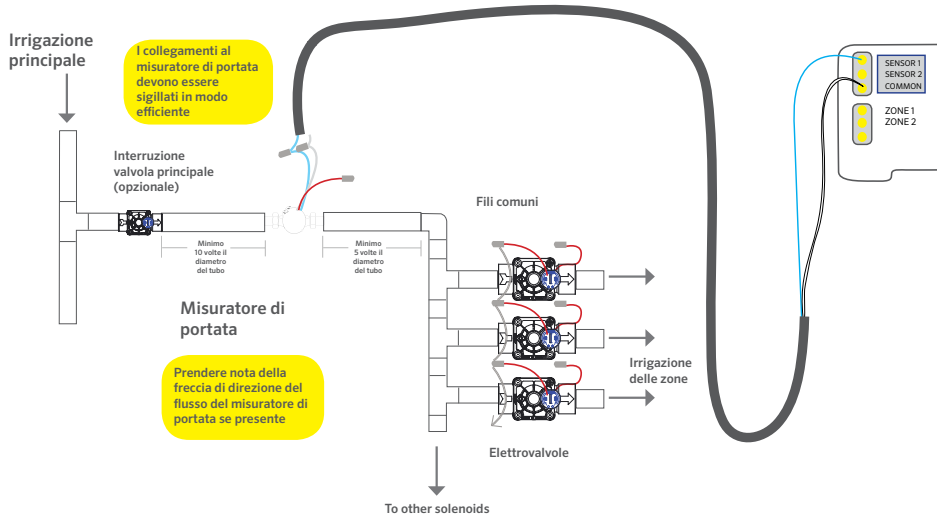 Irrigazione
principale
I collegamenti al
misuratore di portata
devono essere
sigillati in modo
efficiente
SENSOR 1
SENSOR 2
COMMON
ZONE 1
ZONE 2
Interruzione
valvola principale
(opzionale)
Fili comuni
Minimo
10 volte il
diametro
del tubo
Minimo
5 volte il
diametro
del tubo
Misuratore di
portata
Prendere nota della
freccia di direzione del
flusso del misuratore di
portata se presente
Irrigazione
delle zone
Elettrovalvole
To other solenoids